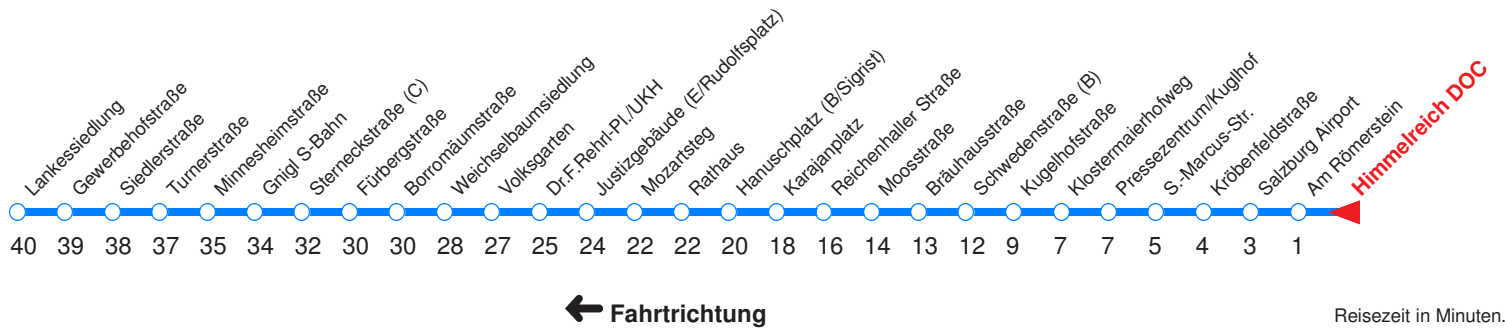 Lankessiedlung
Gewerbehofstraße
Siedlerstraße
Turnerstraße
Minnesheimstraße
Gnigl S-Bahn
Sterneckstraße (C)
Fürbergstraße
Borromäumstraße
Weichselbaumsiedlung
Volksgarten
Dr.F.Rehrl-Pl./UKH
Justizgebäude (E/Rudolfsplatz)
Mozartsteg
Rathaus
Hanuschplatz (B/Sigrist)
Karajanplatz
Reichenhaller Straße
Moosstraße
Bräuhausstraße
Schwedenstraße (B)
Kugelhofstraße
Klostermaierhofweg
Pressezentrum/Kuglhof
S.-Marcus-Str.
Kröbenfeldstraße
Salzburg Airport
Am Römerstein
Himmelreich DOC
40 39 38 37 35 34 32 30 30 28 27 25 24 22 22 20 18 16 14 13 12 9 7 7 5 4 3 1
Fahrtrichtung
Reisezeit in Minuten.